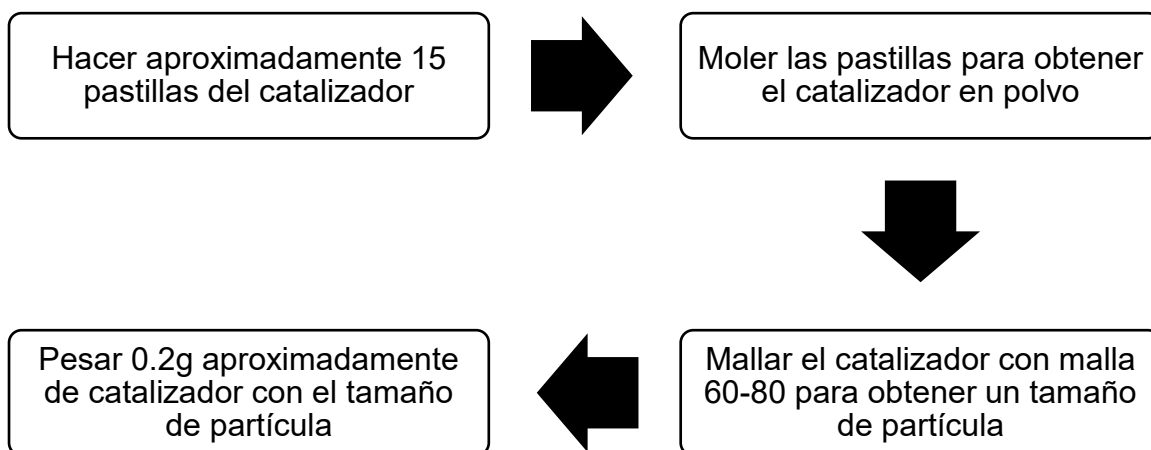 Hacer aproximadamente 15
pastillas del catalizador
Moler las pastillas para obtener
el catalizador en polvo
Mallar el catalizador con malla
60-80 para obtener un tamaño
de partícula
Pesar 0.2g aproximadamente
de catalizador con el tamaño
de partícula